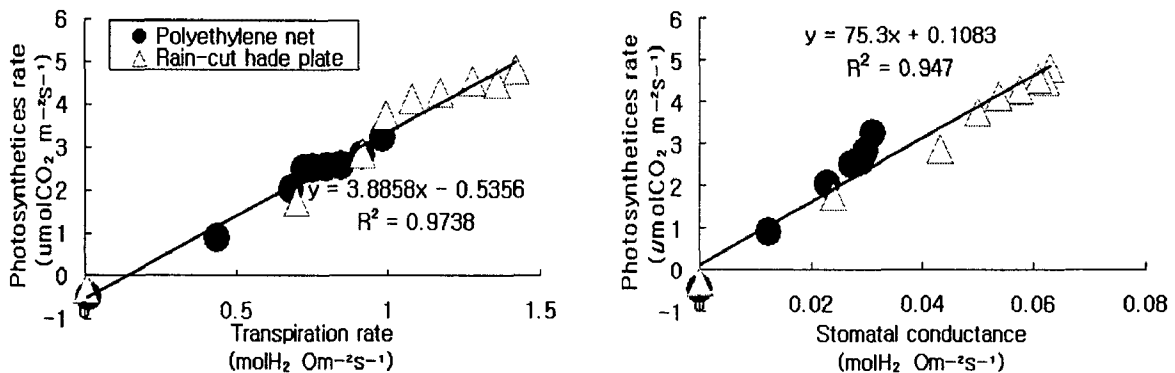 Photosynthetices rate
(umolCO₂ m⁻²s⁻¹)
6
5
4
3
2
1
0
−1
Polyethylene net
Rain-cut hade plate
y = 3.8858x − 0.5356
R² = 0.9738
0.5
1
1.5
Transpiration rate
(molH₂ Om⁻²s⁻¹)
Photosynthetices rate
(umolCO₂ m⁻²s⁻¹)
6
5
4
3
2
1
0
−1
y = 75.3x + 0.1083
R² = 0.947
0.02
0.04
0.06
0.08
Stomatal conductance
(molH₂ Om⁻²s⁻¹)